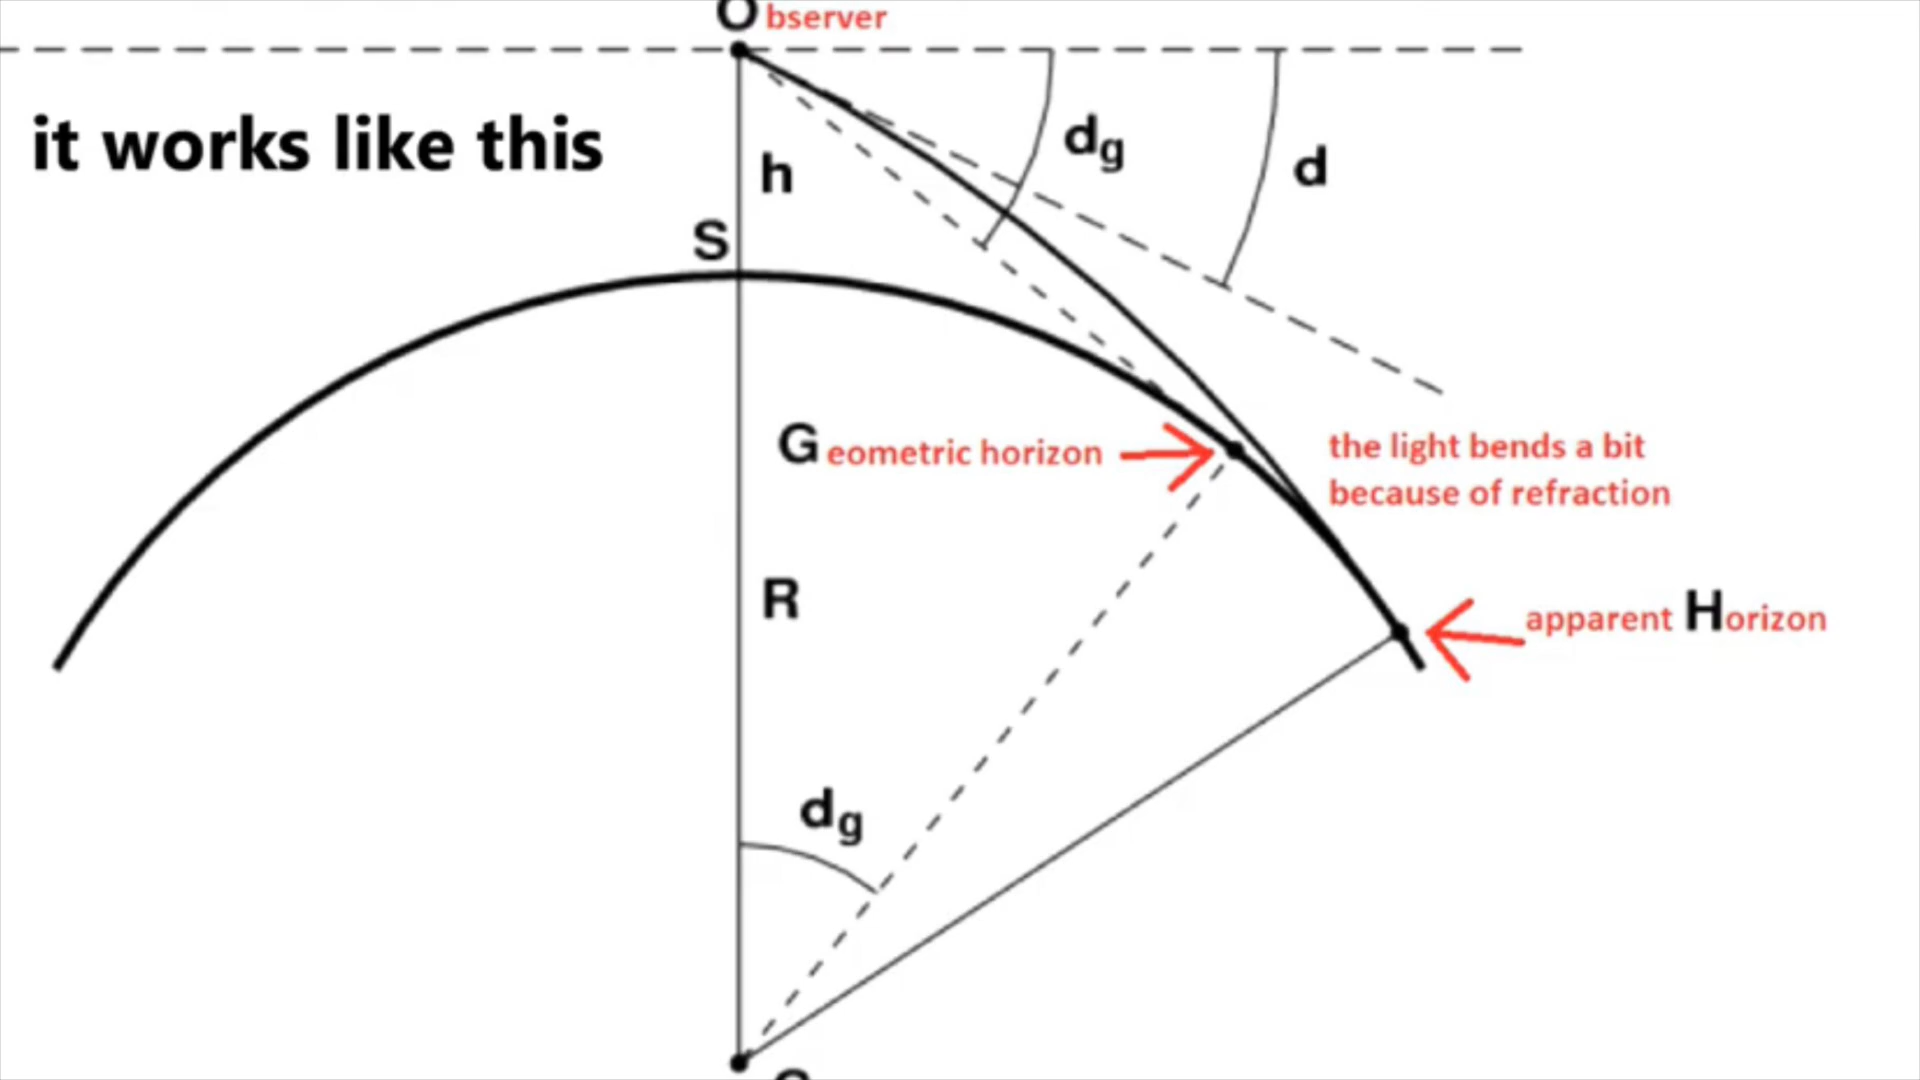 Observer
it works like this
h
dg
d
S
Geometric horizon
the light bends a bit
because of refraction
R
apparent Horizon
dg